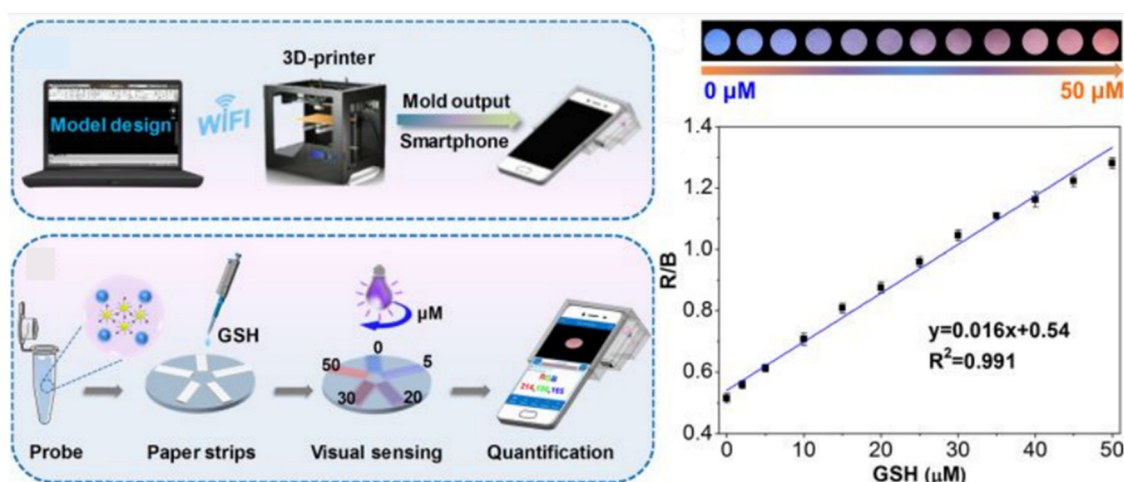 3D-printer
Model design
WiFi
Mold output
Smartphone
GSH
μM
0
5
20
30
50
RGB
Probe
Paper strips
Visual sensing
Quantification
0 μM
50 μM
1.4
1.2
1.0
0.8
0.6
0.4
R/B
y=0.016x+0.54
R²=0.991
0 10 20 30 40 50
GSH (μM)